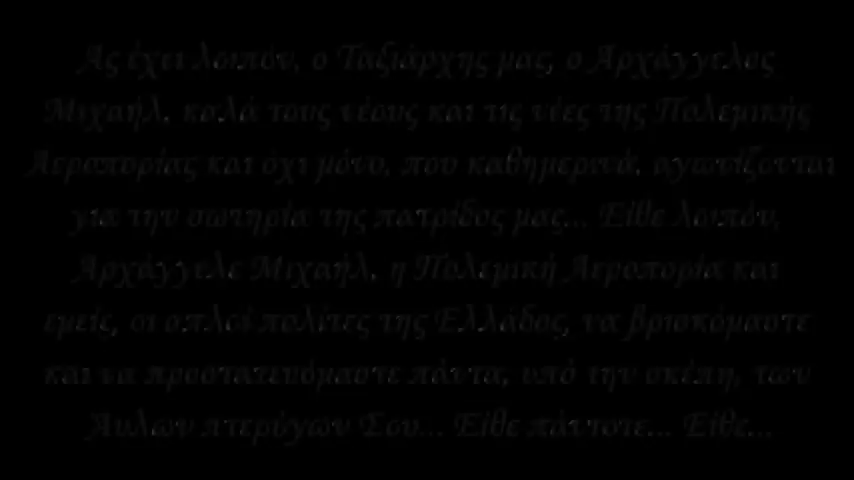 Ας έχει λοιπόν, ο Ταξιάρχης μας, ο Αρχάγγελος
Μιχαήλ, καλά τους νέους και τις νέες της Πολεμικής
Αεροπορίας και όχι μόνο, που καθημερινά, αγωνίζονται
για την σωτηρία της πατρίδος μας... Είθε λοιπόν,
Αρχάγγελε Μιχαήλ, η Πολεμική Αεροπορία και
εμείς, οι απλοί πολίτες της Ελλάδος, να βρισκόμαστε
και να προστατευόμαστε πάντα, υπό την σκέπη, των
Άυλων πτερύγων Σου... Είθε πάντοτε... Είθε...